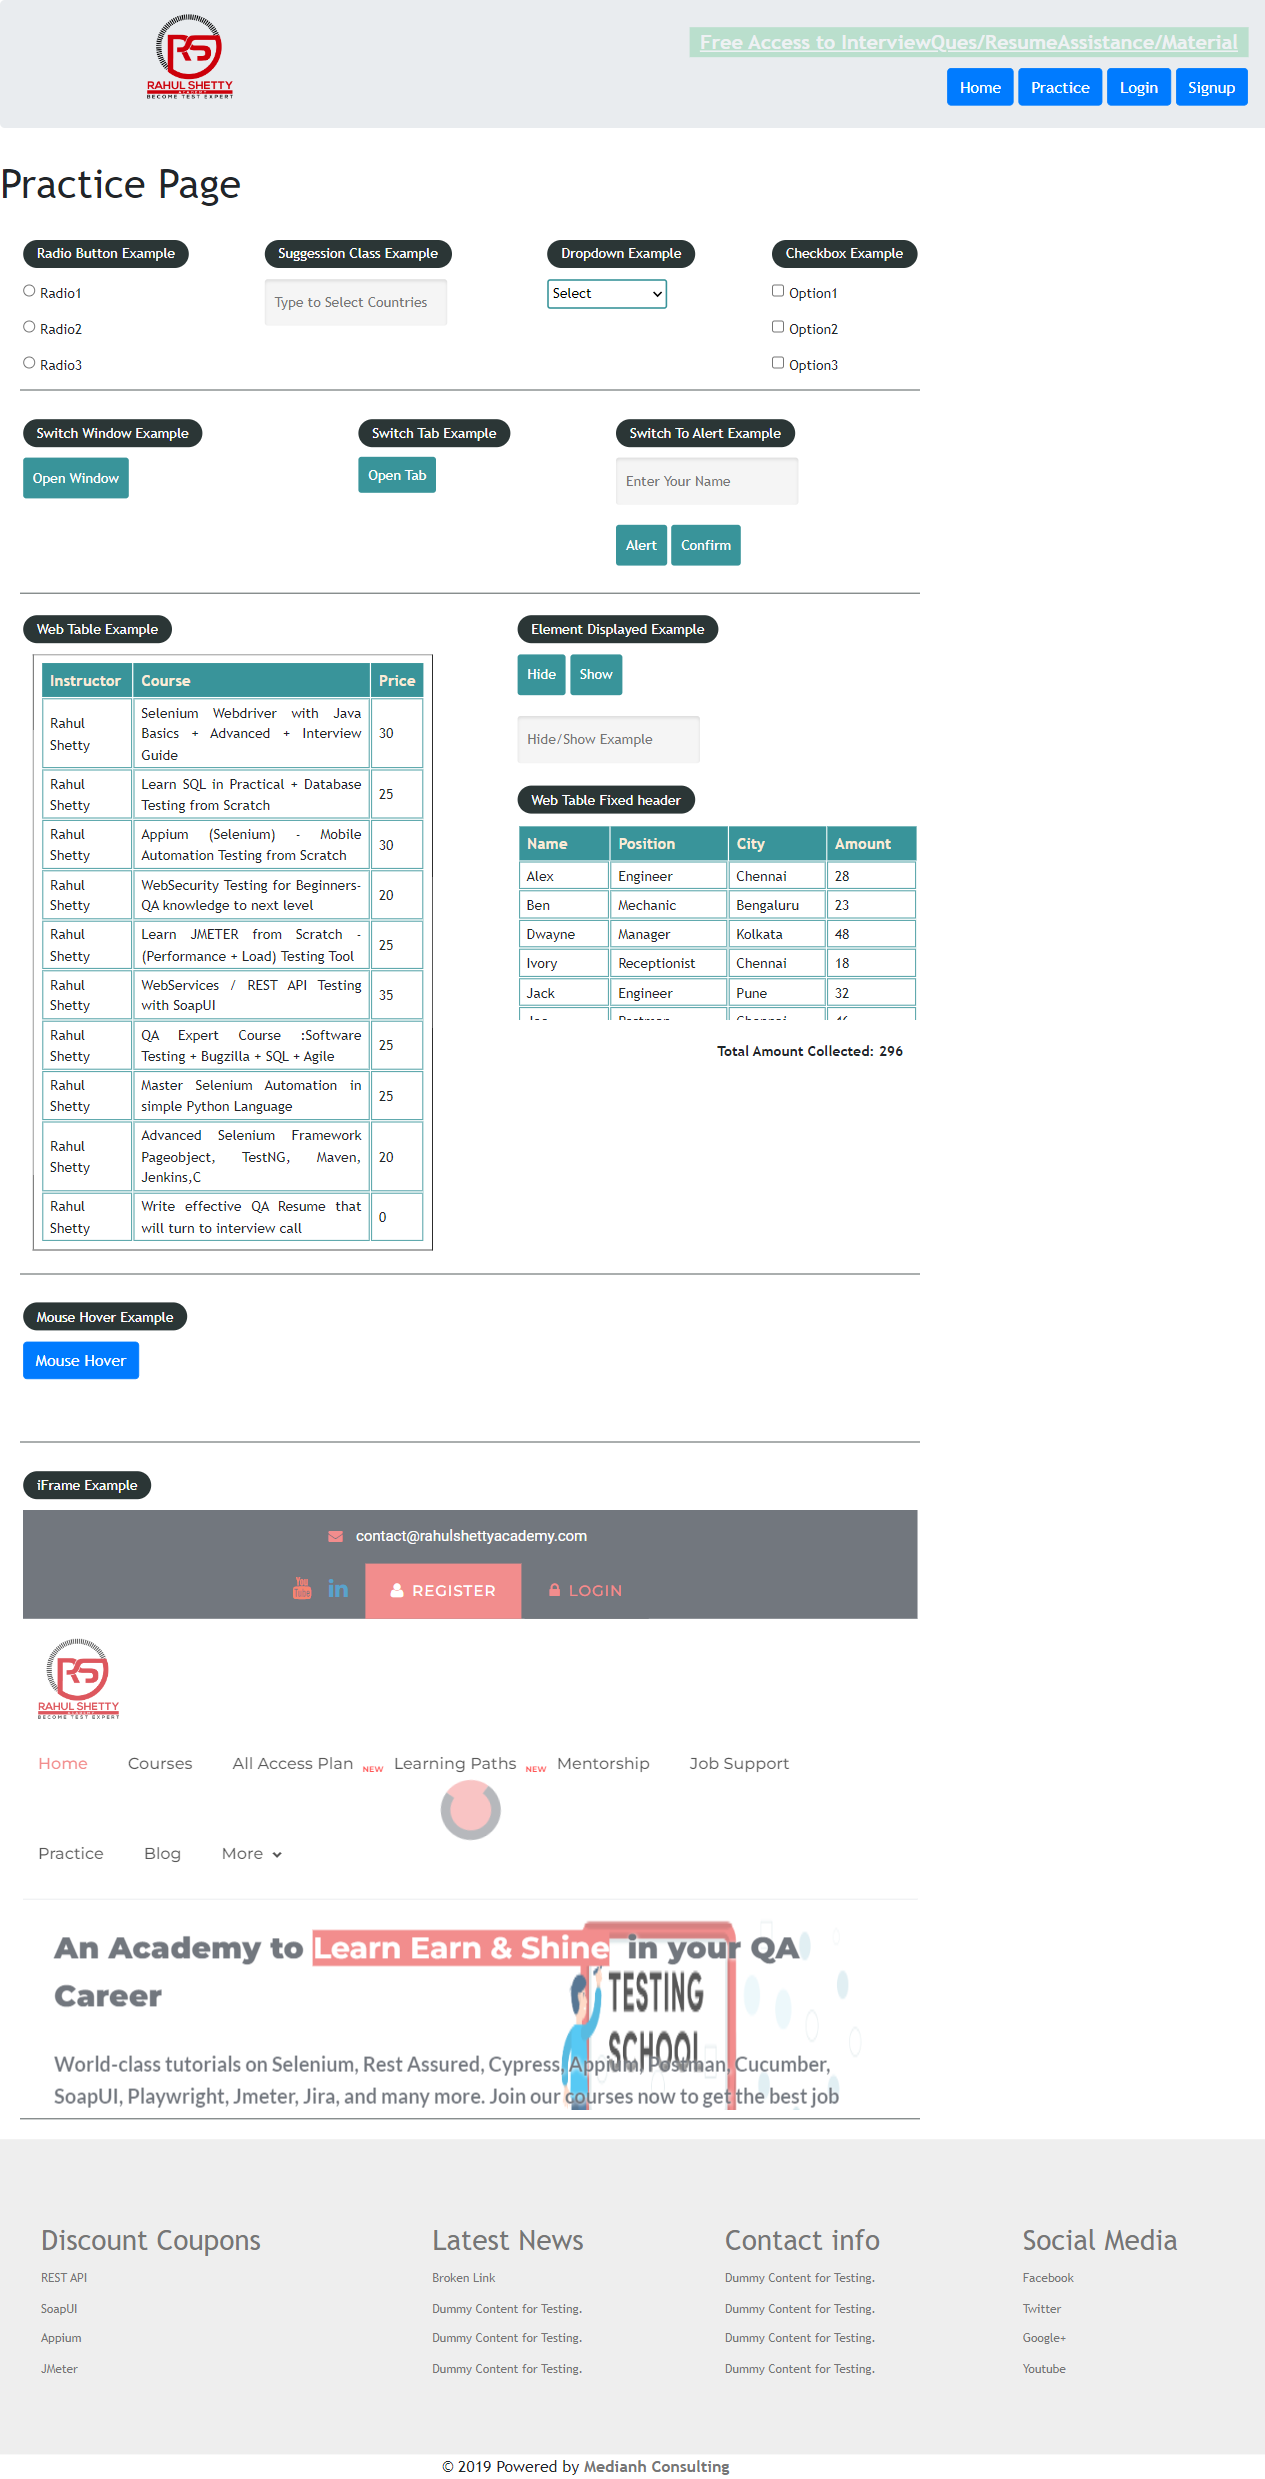 RAHUL SHETTY
ACADEMY
BECOME TEST EXPERT
Free Access to InterviewQues/ResumeAssistance/Material
Home Practice Login Signup
Practice Page
Radio Button Example
Radio1
Radio2
Radio3
Suggession Class Example
Type to Select Countries
Dropdown Example
Select
Checkbox Example
Option1
Option2
Option3
Switch Window Example
Open Window
Switch Tab Example
Open Tab
Switch To Alert Example
Enter Your Name
Alert Confirm
Web Table Example
Instructor Course Price
Rahul Shetty Selenium Webdriver with Java Basics + Advanced + Interview Guide 30
Rahul Shetty Learn SQL in Practical + Database Testing from Scratch 25
Rahul Shetty Appium (Selenium) - Mobile Automation Testing from Scratch 30
Rahul Shetty WebSecurity Testing for Beginners-QA knowledge to next level 20
Rahul Shetty Learn JMETER from Scratch - (Performance + Load) Testing Tool 25
Rahul Shetty WebServices / REST API Testing with SoapUI 35
Rahul Shetty QA Expert Course :Software Testing + Bugzilla + SQL + Agile 25
Rahul Shetty Master Selenium Automation in simple Python Language 25
Rahul Shetty Advanced Selenium Framework Pageobject, TestNG, Maven, Jenkins,C 20
Rahul Shetty Write effective QA Resume that will turn to interview call 0
Element Displayed Example
Hide Show
Hide/Show Example
Web Table Fixed header
Name Position City Amount
Alex Engineer Chennai 28
Ben Mechanic Bengaluru 23
Dwayne Manager Kolkata 48
Ivory Receptionist Chennai 18
Jack Engineer Pune 32
Total Amount Collected: 296
Mouse Hover Example
Mouse Hover
iFrame Example
contact@rahulshettyacademy.com
You Tube in REGISTER LOGIN
RAHUL SHETTY
ACADEMY
BECOME TEST EXPERT
Home Courses All Access Plan NEW Learning Paths NEW Mentorship Job Support
Practice Blog More
An Academy to Learn Earn & Shine in your QA
Career
TESTING
SCHOOL
World-class tutorials on Selenium, Rest Assured, Cypress, Appium, Postman, Cucumber,
SoapUI, Playwright, Jmeter, Jira, and many more. Join our courses now to get the best job
Discount Coupons
REST API
SoapUI
Appium
JMeter
Latest News
Broken Link
Dummy Content for Testing.
Dummy Content for Testing.
Dummy Content for Testing.
Contact info
Dummy Content for Testing.
Dummy Content for Testing.
Dummy Content for Testing.
Dummy Content for Testing.
Social Media
Facebook
Twitter
Google+
Youtube
© 2019 Powered by Medianh Consulting